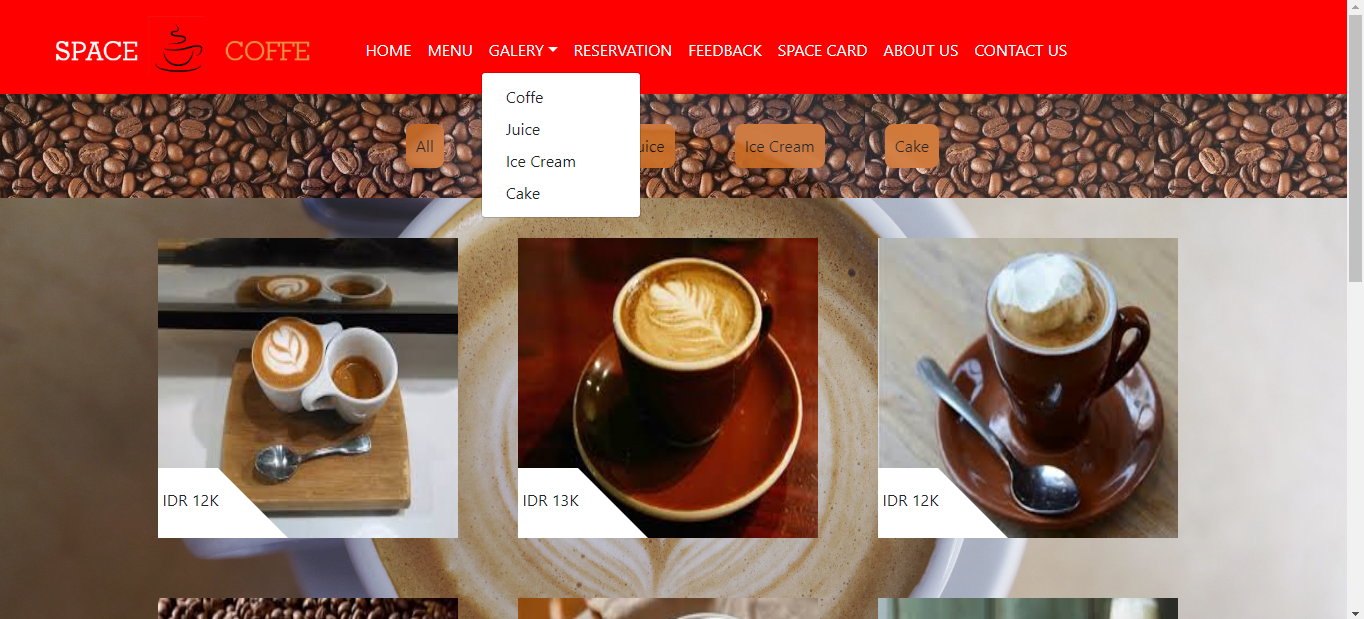 SPACE COFFE
HOME MENU GALERY RESERVATION FEEDBACK SPACE CARD ABOUT US CONTACT US
Coffe
Juice
Ice Cream
Cake
All Ice Cream Cake
IDR 12K IDR 13K IDR 12K